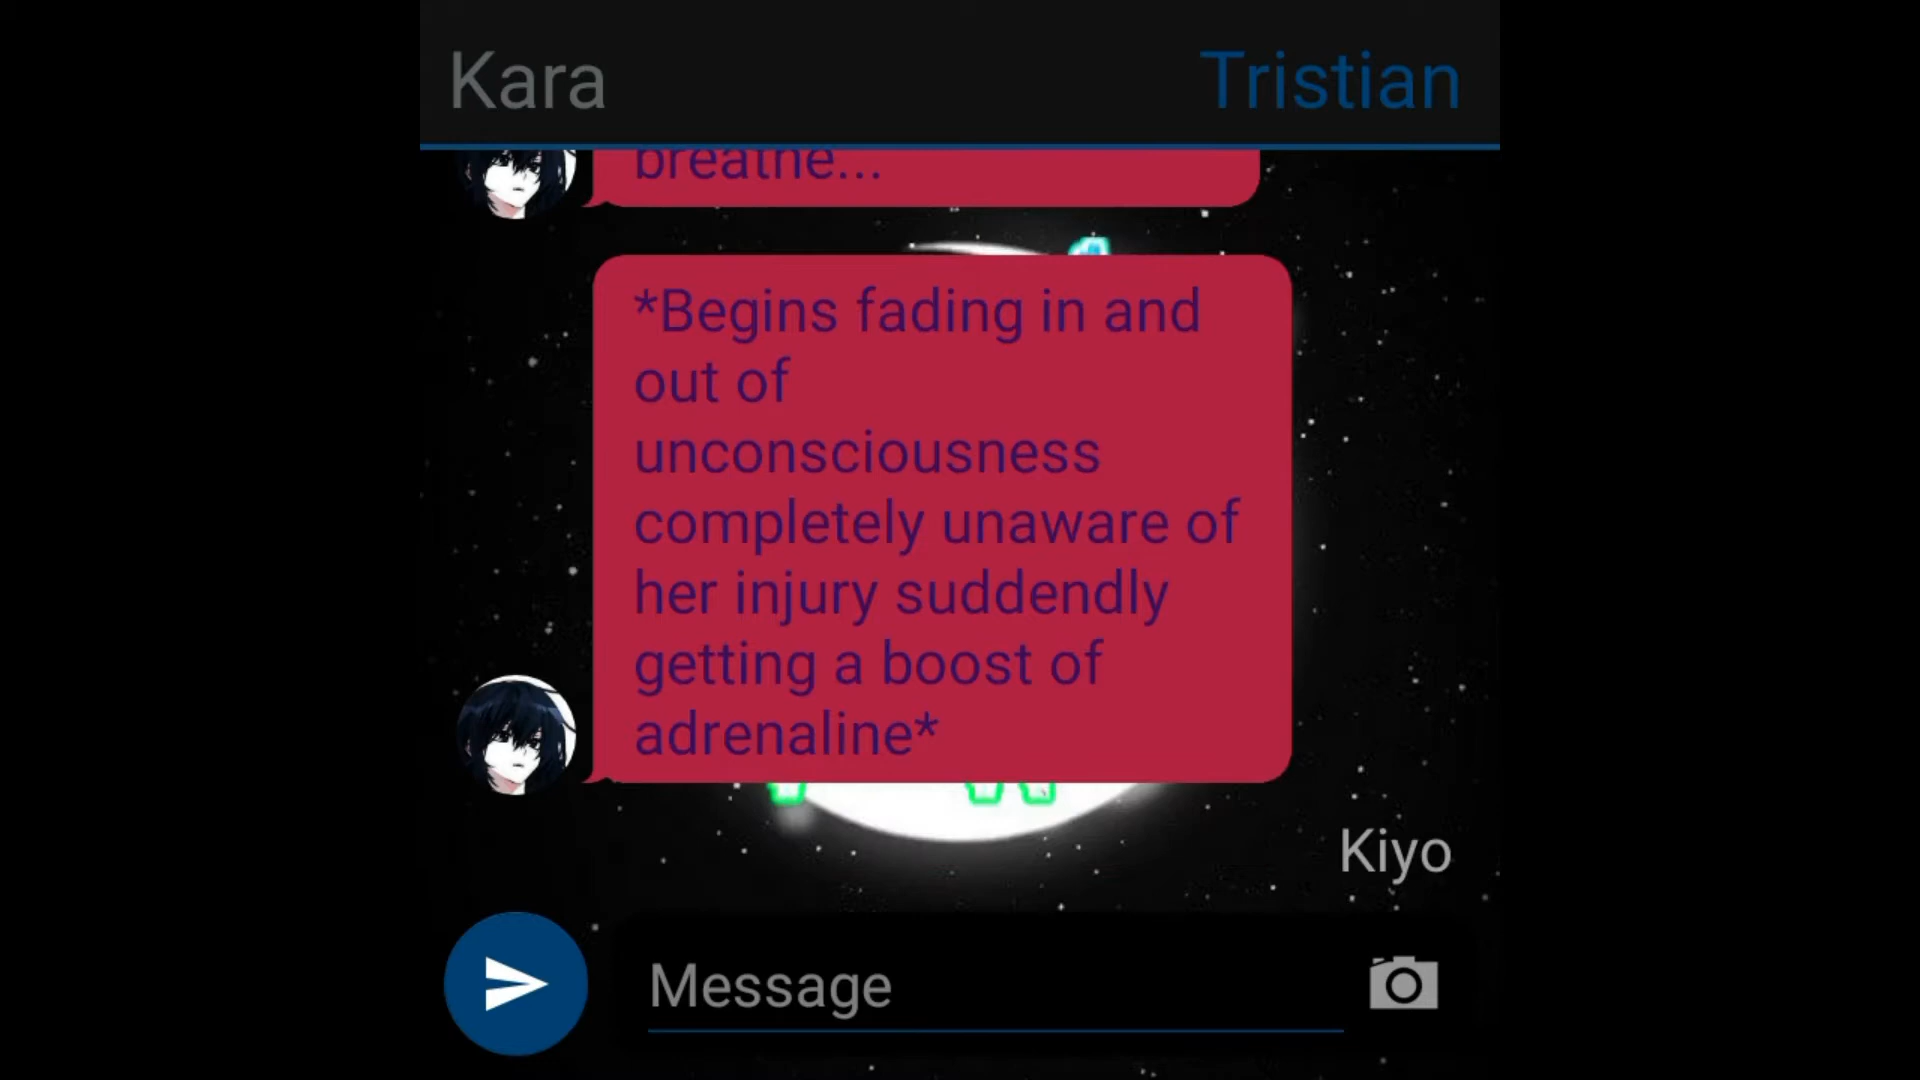 Kara Tristian
breathe...
*Begins fading in and
out of
unconsciousness
completely unaware of
her injury suddendly
getting a boost of
adrenaline*
Kiyo
Message